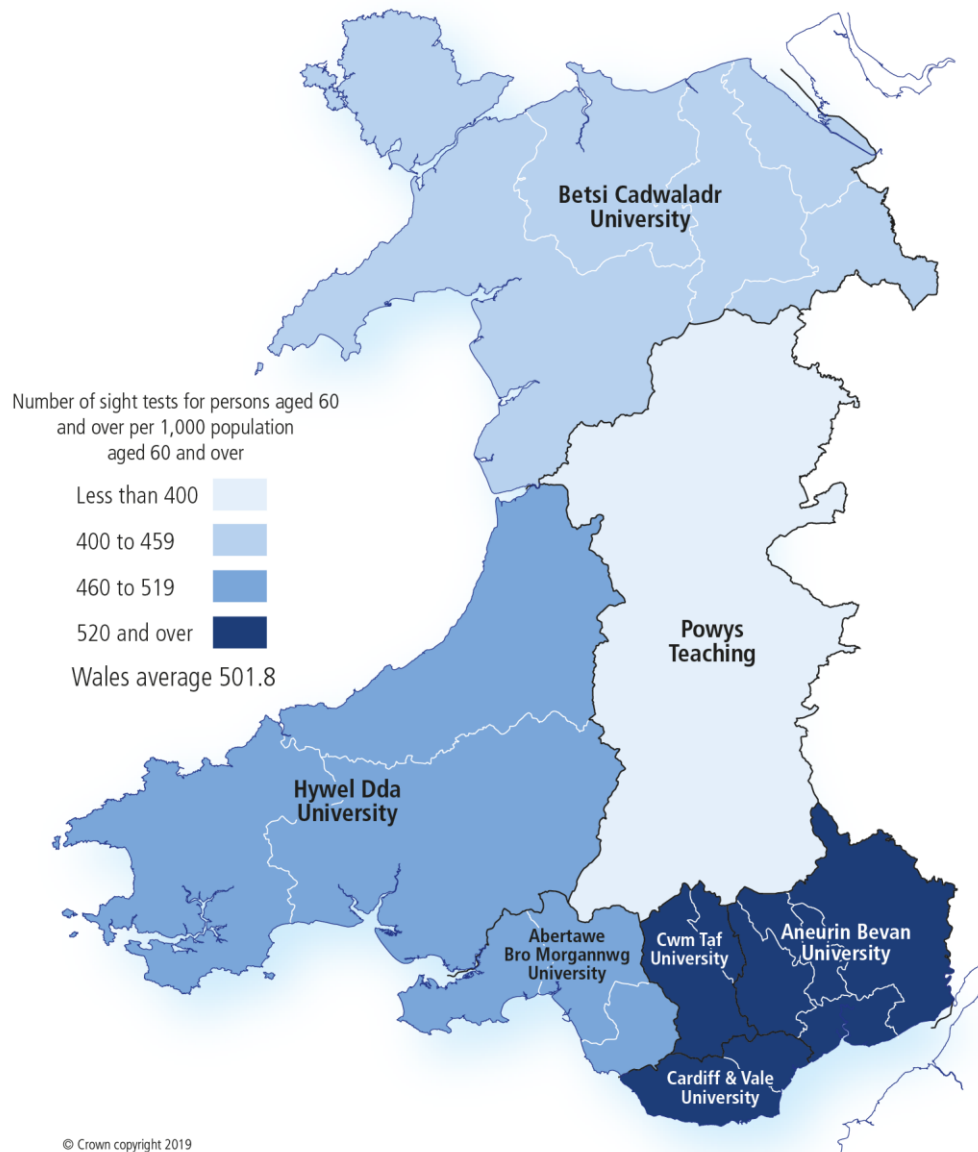 Betsi Cadwaladr
University
Number of sight tests for persons aged 60
and over per 1,000 population
aged 60 and over
Less than 400
400 to 459
460 to 519
520 and over
Wales average 501.8
Powys
Teaching
Hywel Dda
University
Abertawe
Bro Morgannwg
University
Cwm Taf
University
Aneurin Bevan
University
Cardiff & Vale
University
© Crown copyright 2019